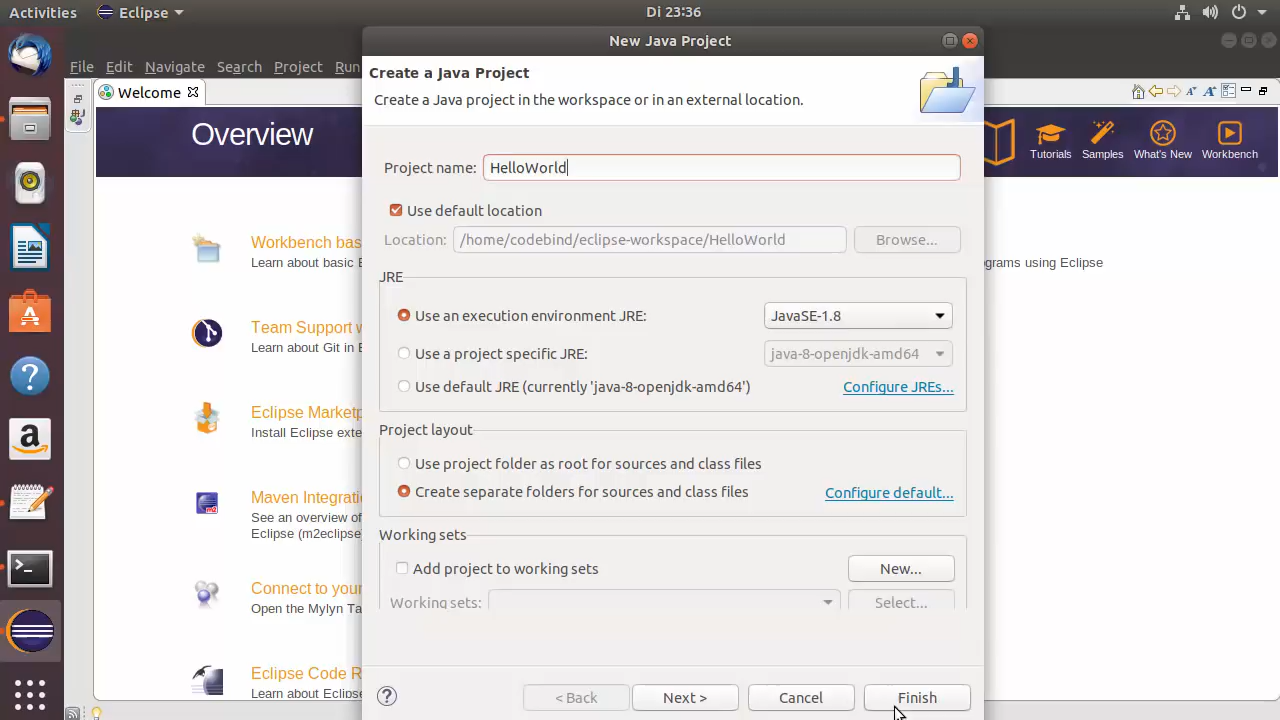 Activities Eclipse Di 23:36
New Java Project
File Edit Navigate Search Project Run
Welcome
Overview
Tutorials Samples What's New Workbench
Create a Java Project
Create a Java project in the workspace or in an external location.
Project name: HelloWorld
Use default location
Location: /home/codebind/eclipse-workspace/HelloWorld Browse...
JRE
Use an execution environment JRE: JavaSE-1.8
Use a project specific JRE: java-8-openjdk-amd64
Use default JRE (currently 'java-8-openjdk-amd64') Configure JREs...
Project layout
Use project folder as root for sources and class files
Create separate folders for sources and class files Configure default...
Working sets
Add project to working sets New...
Working sets: Select...
< Back Next > Cancel Finish
Workbench bas
Learn about basic E
grams using Eclipse
Team Support w
Learn about Git in E
Eclipse Marketp
Install Eclipse exte
Maven Integratio
See an overview of
Eclipse (m2eclipse
Connect to your
Open the Mylyn Ta
Eclipse Code R
Learn about Eclipse